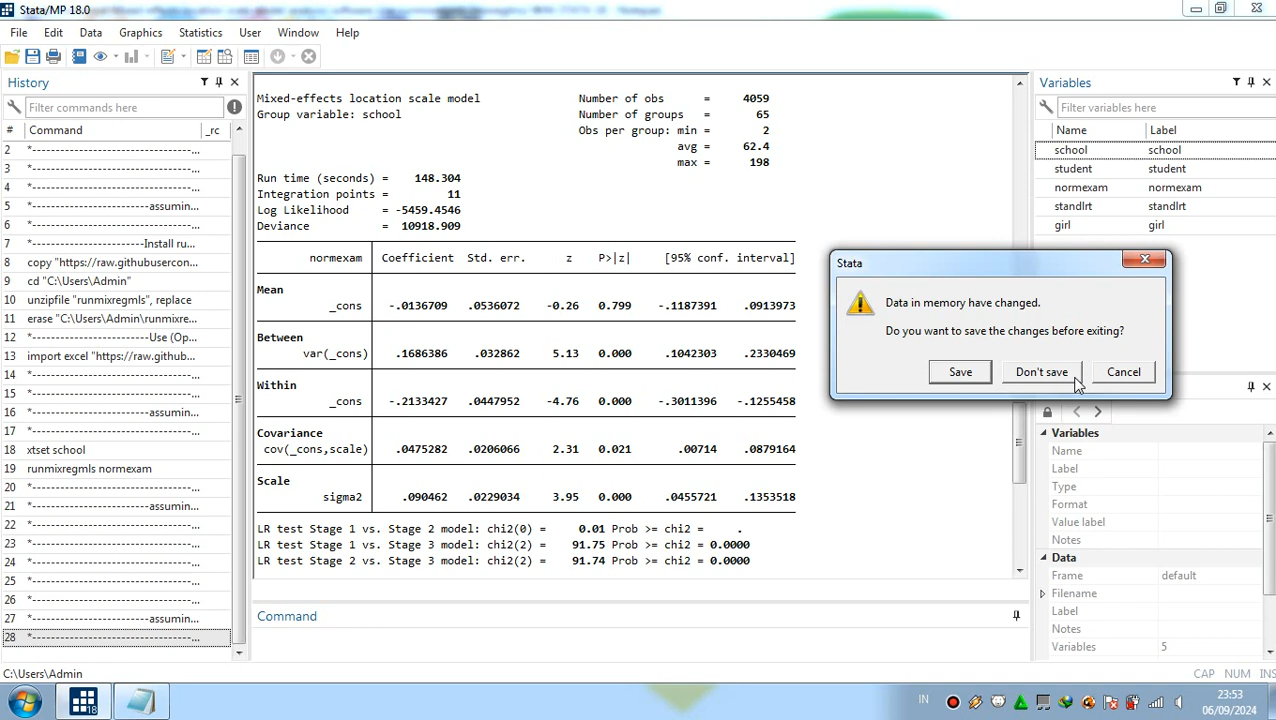 Stata/MP 18.0
File Edit Data Graphics Statistics User Window Help
History
Filter commands here
# Command _rc
2 *-----------------------------------...
3 *-----------------------------------...
4 *-----------------------------------...
5 *---------------------------assumin...
6 *-----------------------------------...
7 *--------------------------Install ru...
8 copy "https://raw.githubusercon...
9 cd "C:\Users\Admin"
10 unzipfile "runmixregmls", replace
11 erase "C:\Users\Admin\runmixre...
12 *---------------------------Use (Op...
13 import excel "https://raw.github...
14 *-----------------------------------...
15 *-----------------------------------...
16 *---------------------------assumin...
17 *-----------------------------------...
18 xtset school
19 runmixregmls normexam
20 *-----------------------------------...
21 *---------------------------assumin...
22 *-----------------------------------...
23 *-----------------------------------...
24 *-----------------------------------...
25 *-----------------------------------...
26 *-----------------------------------...
27 *---------------------------assumin...
28 *-----------------------------------...
Mixed-effects location scale model Number of obs = 4059
Group variable: school Number of groups = 65
Obs per group: min = 2
avg = 62.4
max = 198
Run time (seconds) = 148.304
Integration points = 11
Log Likelihood = -5459.4546
Deviance = 10918.909
normexam Coefficient Std. err. z P>|z| [95% conf. interval]
Mean
_cons -.0136709 .0536072 -0.26 0.799 -.1187391 .0913973
Between
var(_cons) .1686386 .032862 5.13 0.000 .1042303 .2330469
Within
_cons -.2133427 .0447952 -4.76 0.000 -.3011396 -.1255458
Covariance
cov(_cons,scale) .0475282 .0206066 2.31 0.021 .00714 .0879164
Scale
sigma2 .090462 .0229034 3.95 0.000 .0455721 .1353518
LR test Stage 1 vs. Stage 2 model: chi2(0) = 0.01 Prob >= chi2 = .
LR test Stage 1 vs. Stage 3 model: chi2(2) = 91.75 Prob >= chi2 = 0.0000
LR test Stage 2 vs. Stage 3 model: chi2(2) = 91.74 Prob >= chi2 = 0.0000
Command
Variables
Filter variables here
Name Label
school school
student student
normexam normexam
standlrt standlrt
girl girl
Stata
Data in memory have changed.
Do you want to save the changes before exiting?
Save Don't save Cancel
Variables
Name
Label
Type
Format
Value label
Notes
Data
Frame default
Filename
Label
Notes
Variables 5
C:\Users\Admin
CAP NUM INS
18
IN
23:53
06/09/2024